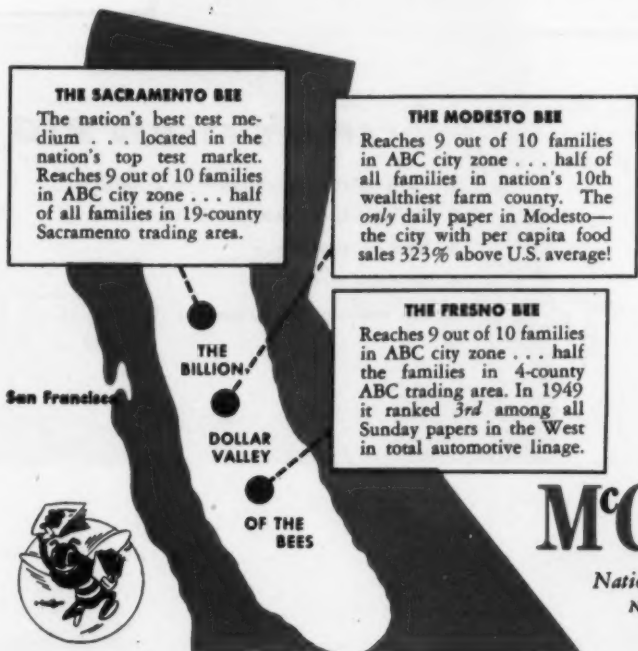 THE SACRAMENTO BEE
The nation's best test me-
dium . . . located in the
nation's top test market.
Reaches 9 out of 10 families
in ABC city zone . . . half
of all families in 19-county
Sacramento trading area.
THE MODESTO BEE
Reaches 9 out of 10 families
in ABC city zone . . . half of
all families in nation's 10th
wealthiest farm county. The
only daily paper in Modesto—
the city with per capita food
sales 323% above U.S. average!
THE FRESNO BEE
Reaches 9 out of 10 families
in ABC city zone . . . half
the families in 4-county
ABC trading area. In 1949
it ranked 3rd among all
Sunday papers in the West
in total automotive linage.
San Francisco
THE
BILLION
DOLLAR
VALLEY
OF THE
BEES